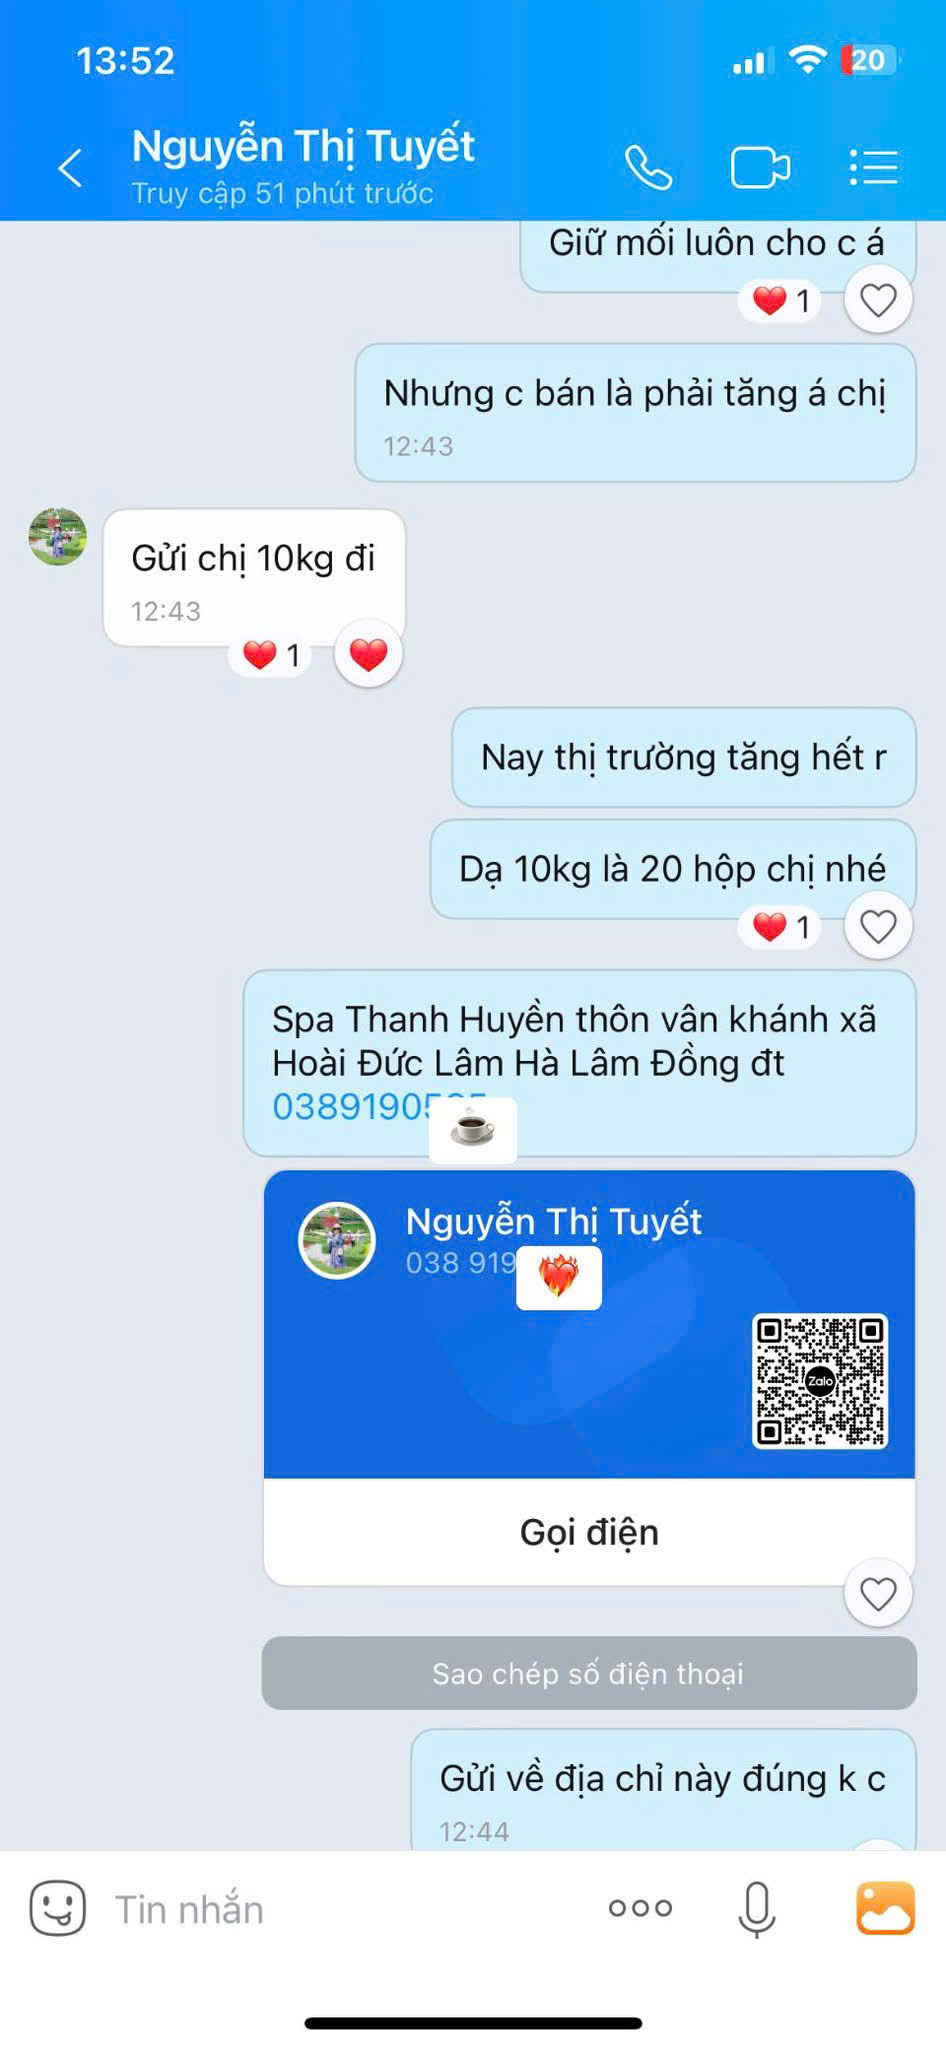 13:52
20
Nguyễn Thị Tuyết
Truy cập 51 phút trước
Giữ mối luôn cho c á
1
Nhưng c bán là phải tăng á chị
12:43
Gửi chị 10kg đi
12:43
1
Nay thị trường tăng hết r
Dạ 10kg là 20 hộp chị nhé
1
Spa Thanh Huyền thôn vân khánh xã
Hoài Đức Lâm Hà Lâm Đồng đt
0389190
Nguyễn Thị Tuyết
038 919
Zalo
Gọi điện
Sao chép số điện thoại
Gửi về địa chỉ này đúng k c
12:44
Tin nhắn